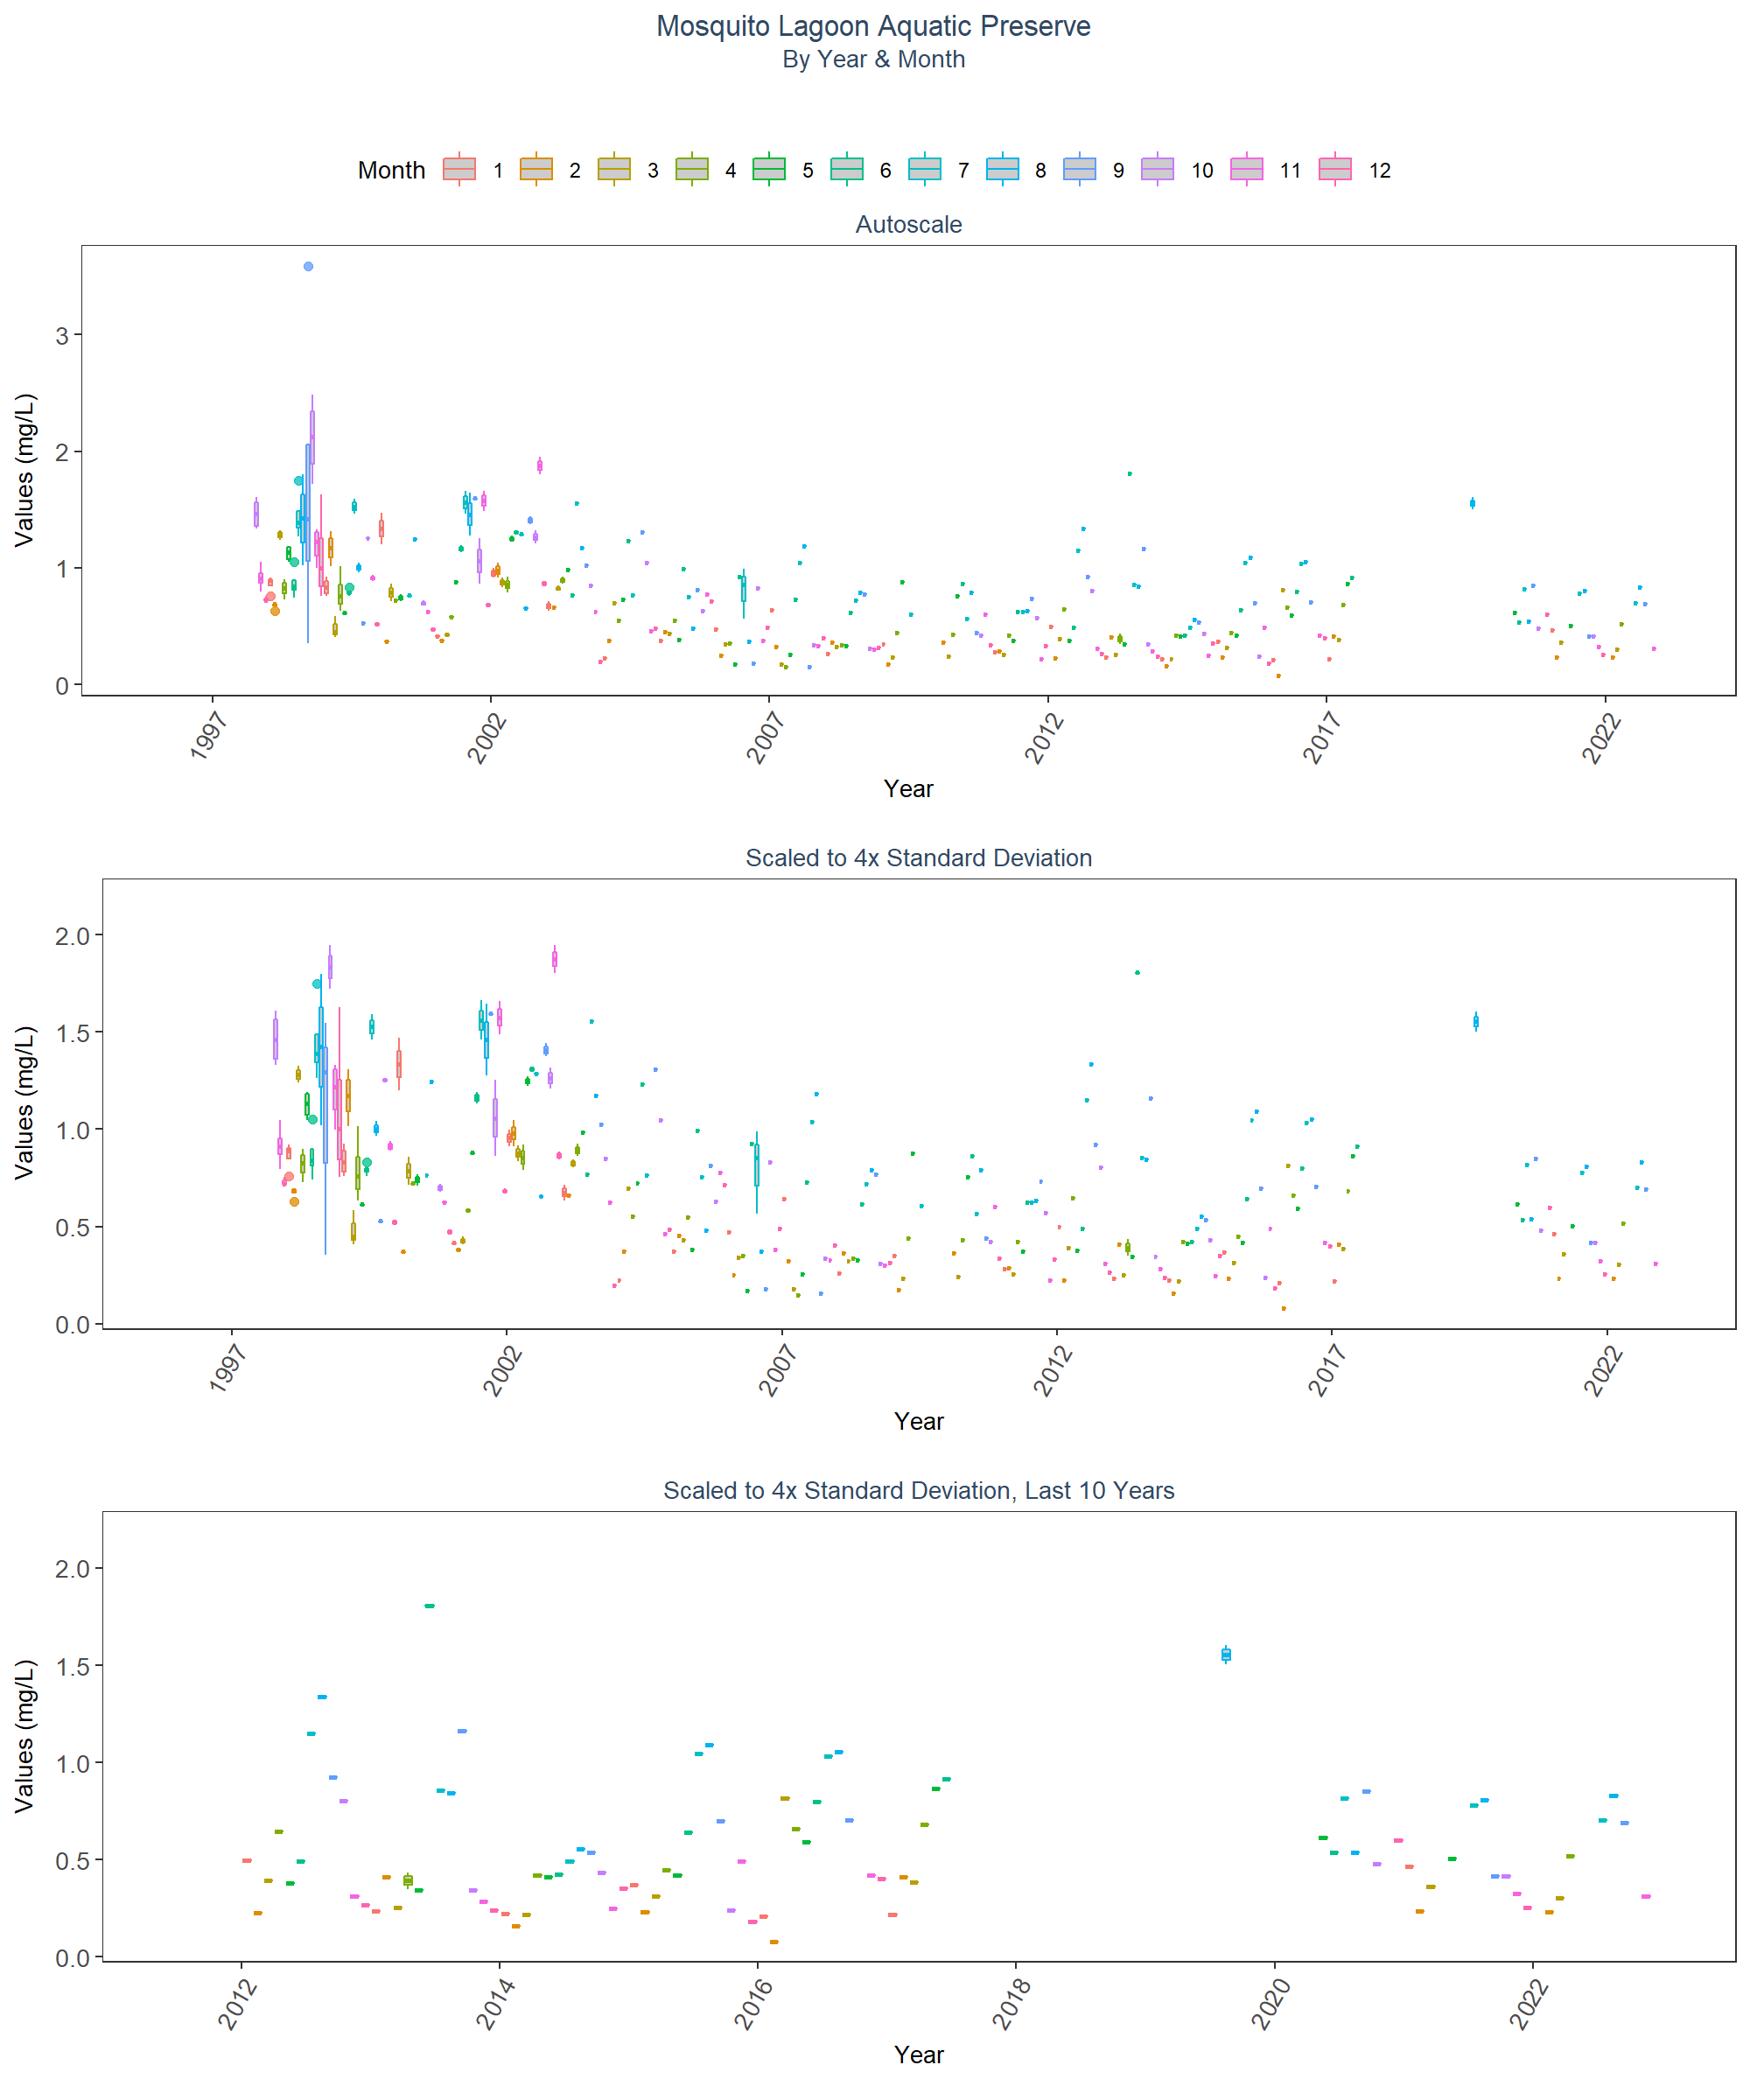 Mosquito Lagoon Aquatic Preserve
By Year & Month
Month 1 2 3 4 5 6 7 8 9 10 11 12
Autoscale
Values (mg/L)
3
2
1
0
1997 2002 2007 2012 2017 2022
Year
Scaled to 4x Standard Deviation
Values (mg/L)
2.0
1.5
1.0
0.5
0.0
1997 2002 2007 2012 2017 2022
Year
Scaled to 4x Standard Deviation, Last 10 Years
Values (mg/L)
2.0
1.5
1.0
0.5
0.0
2012 2014 2016 2018 2020 2022
Year